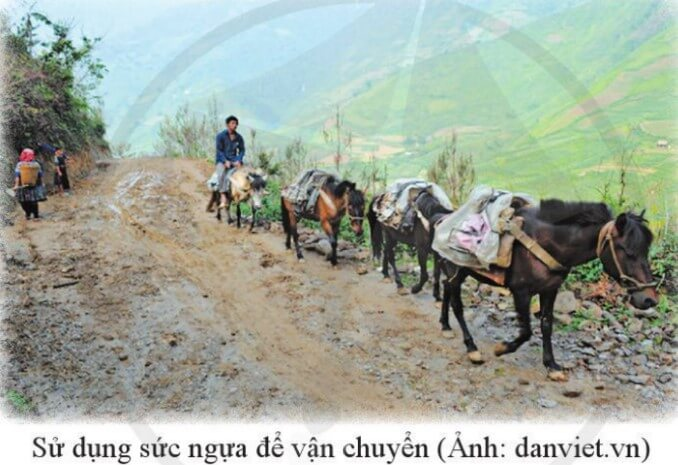 Sử dụng sức ngựa để vận chuyển (Ảnh: danviet.vn)